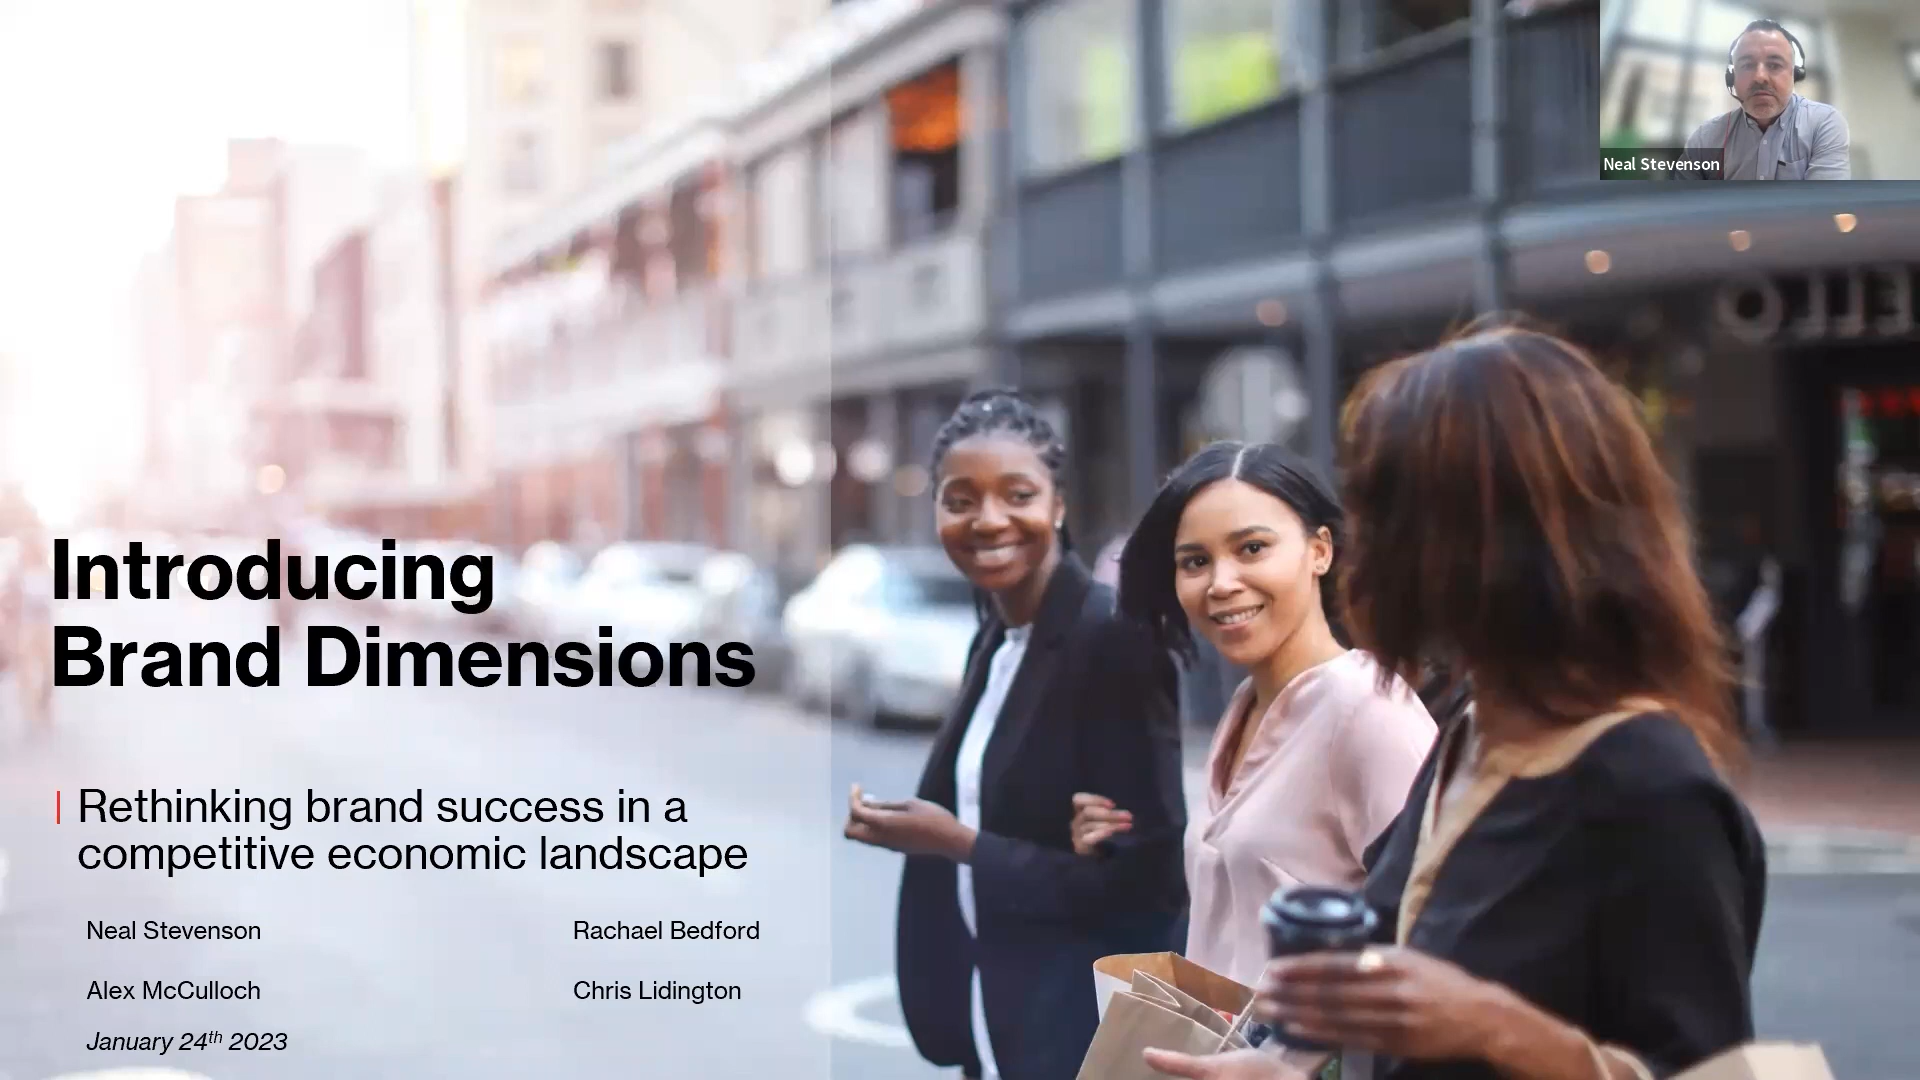 Neal Stevenson
Introducing
Brand Dimensions
Rethinking brand success in a
competitive economic landscape
Neal Stevenson
Rachael Bedford
Alex McCulloch
Chris Lidington
January 24th 2023